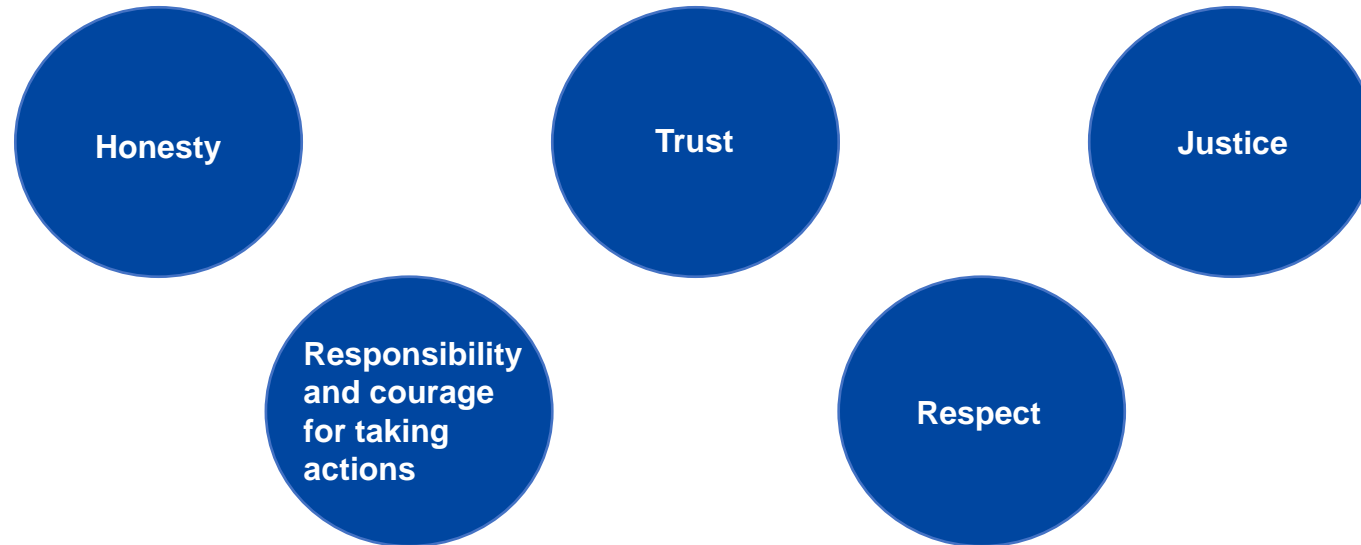 Honesty
Trust
Justice
Responsibility
and courage
for taking
actions
Respect